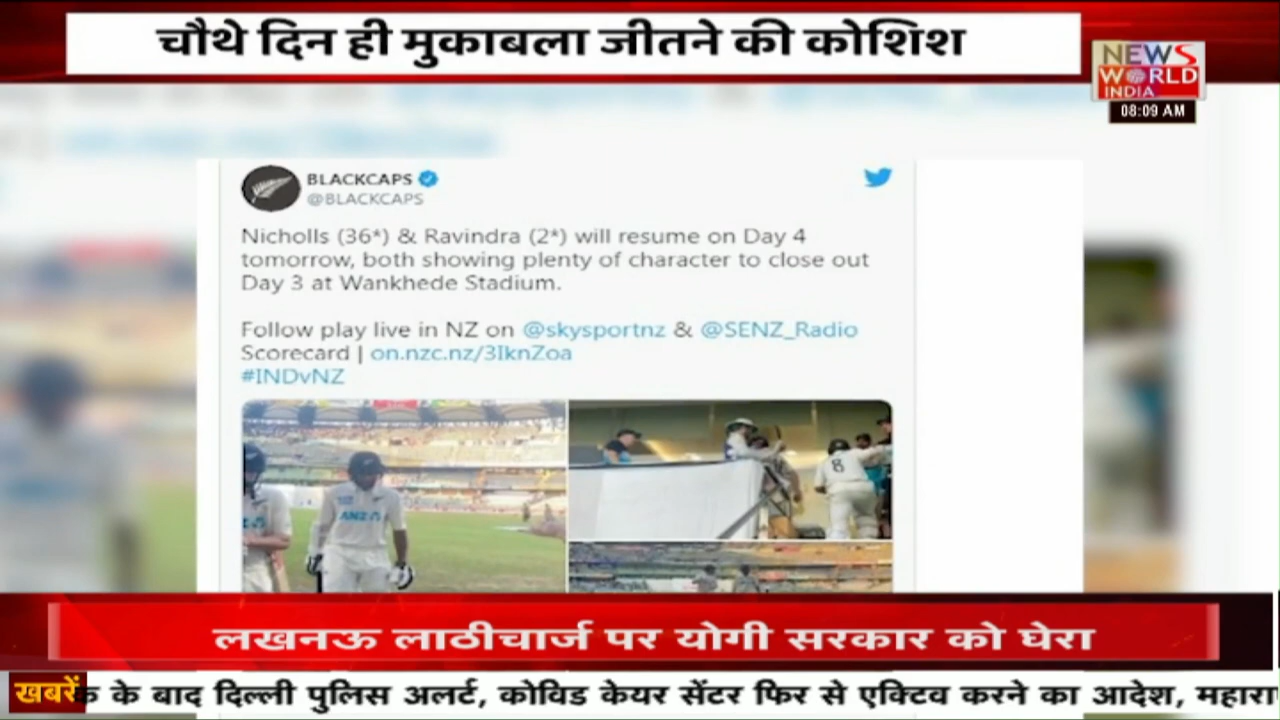 चौथे दिन ही मुकाबला जीतने की कोशिश
NEWS
WORLD
INDIA
08:09 AM
BLACKCAPS
@BLACKCAPS
Nicholls (36*) & Ravindra (2*) will resume on Day 4
tomorrow, both showing plenty of character to close out
Day 3 at Wankhede Stadium.
Follow play live in NZ on @skysportnz & @SENZ_Radio
Scorecard | on.nzc.nz/3IknZoa
#INDvNZ
ANZ
8
लखनऊ लाठीचार्ज पर योगी सरकार को घेरा
खबरें
के बाद दिल्ली पुलिस अलर्ट, कोविड केयर सेंटर फिर से एक्टिव करने का आदेश, महारा